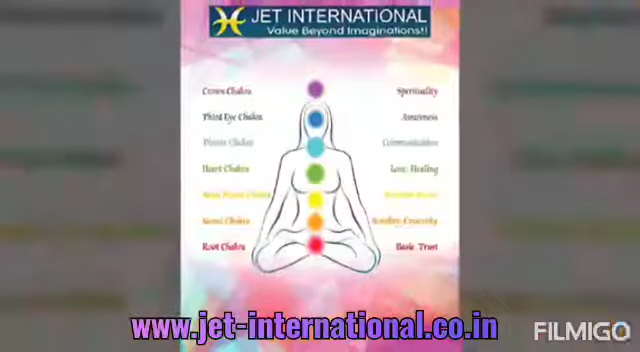 JET INTERNATIONAL
Value Beyond Imaginations!!
Crown Chakra
Spirituality
Third Eye Chakra
Awareness
Throat Chakra
Communication
Heart Chakra
Love, Healing
Sacral Chakra
Root Chakra
Basic Trust
www.jet-international.co.in
FILMIGO